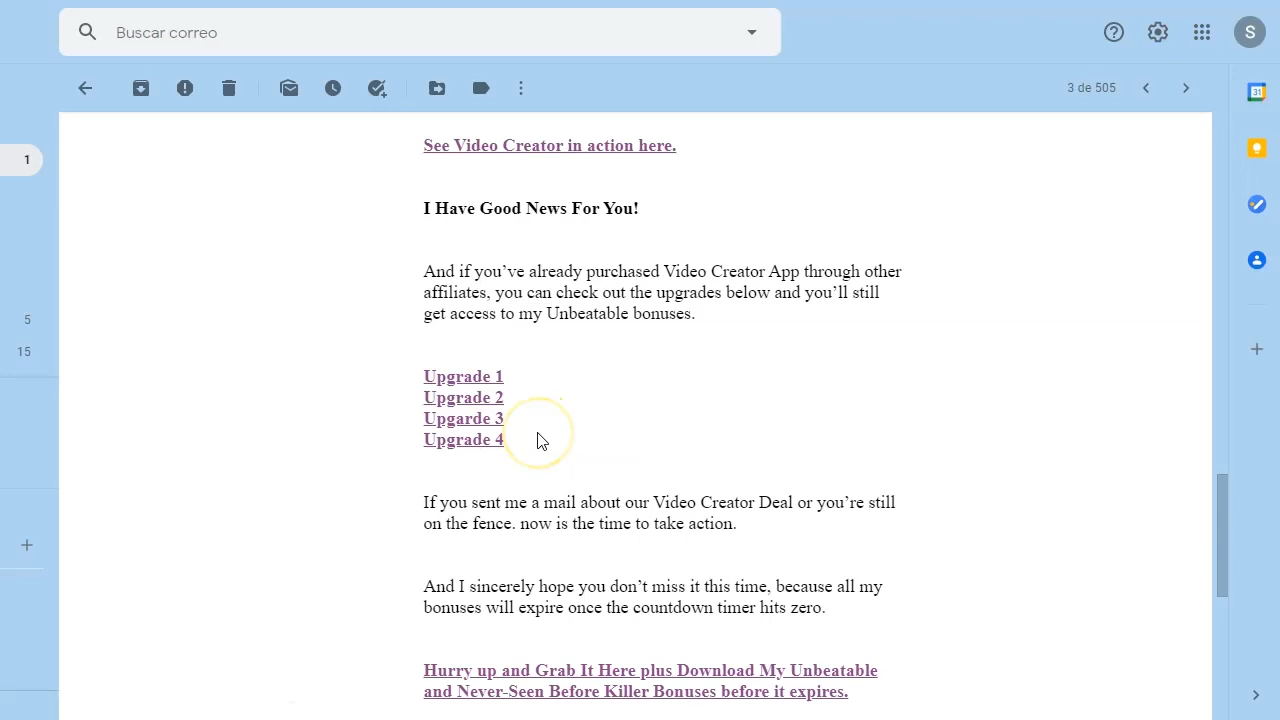 Buscar correo
S
3 de 505
31
1
5
15
See Video Creator in action here.
I Have Good News For You!
And if you've already purchased Video Creator App through other
affiliates, you can check out the upgrades below and you'll still
get access to my Unbeatable bonuses.
Upgrade 1
Upgrade 2
Upgarde 3
Upgrade 4
If you sent me a mail about our Video Creator Deal or you're still
on the fence. now is the time to take action.
And I sincerely hope you don't miss it this time, because all my
bonuses will expire once the countdown timer hits zero.
Hurry up and Grab It Here plus Download My Unbeatable
and Never-Seen Before Killer Bonuses before it expires.